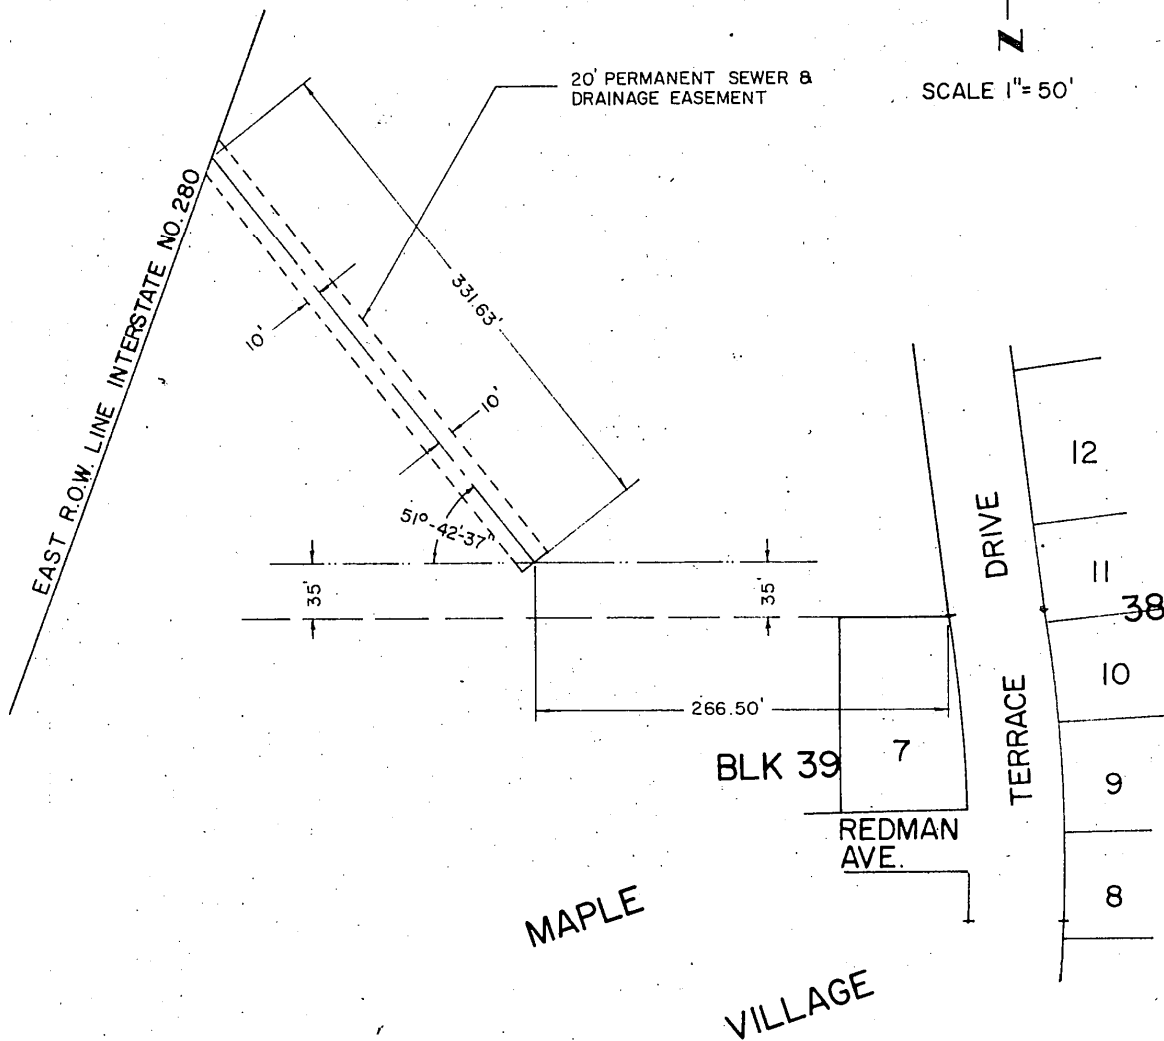 N
20' PERMANENT SEWER &
DRAINAGE EASEMENT
SCALE 1"= 50'
EAST R.O.W. LINE INTERSTATE NO. 280
331.63'
10'
10'
51°-42'-37"
35'
35'
266.50'
12
11
38
10
9
8
7
BLK 39
DRIVE
TERRACE
REDMAN
AVE.
MAPLE
VILLAGE